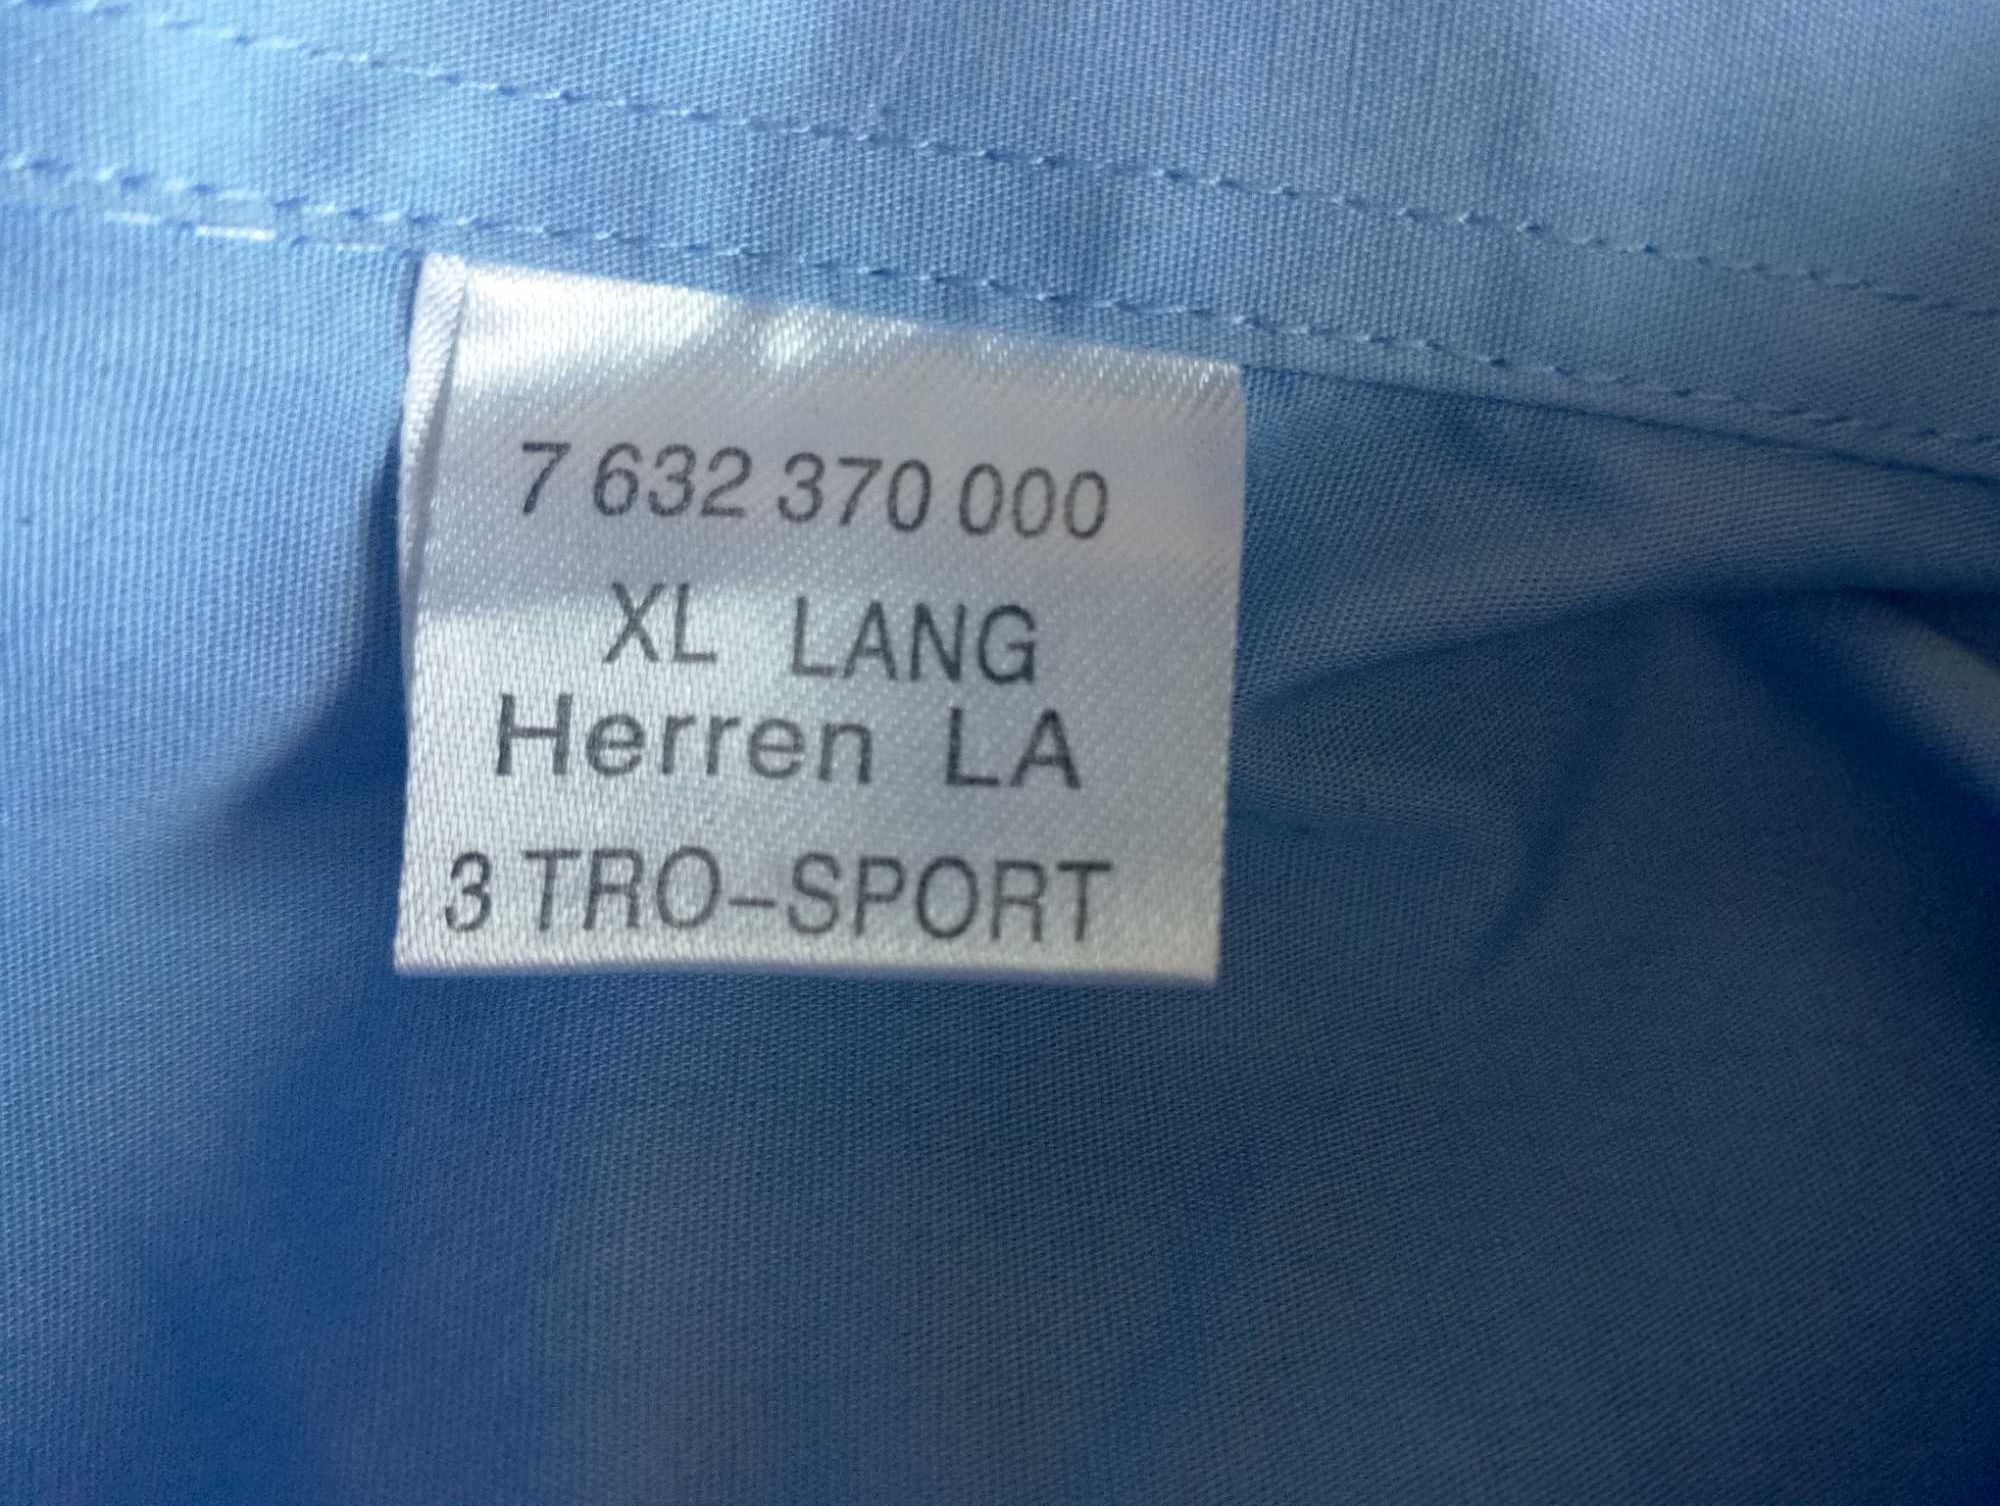 7 632 370 000
XL LANG
Herren LA
3 TRO-SPORT